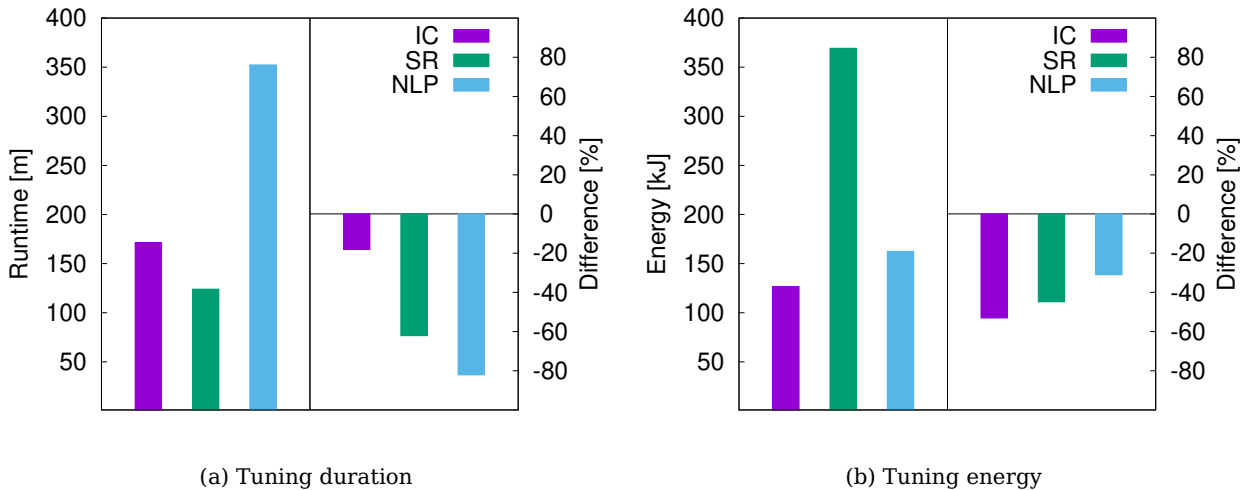 Runtime [m]
400
350
300
250
200
150
100
50
IC
SR
NLP
80
60
40
20
0
-20
-40
-60
-80
Difference [%]
(a) Tuning duration
Energy [kJ]
400
350
300
250
200
150
100
50
IC
SR
NLP
80
60
40
20
0
-20
-40
-60
-80
Difference [%]
(b) Tuning energy